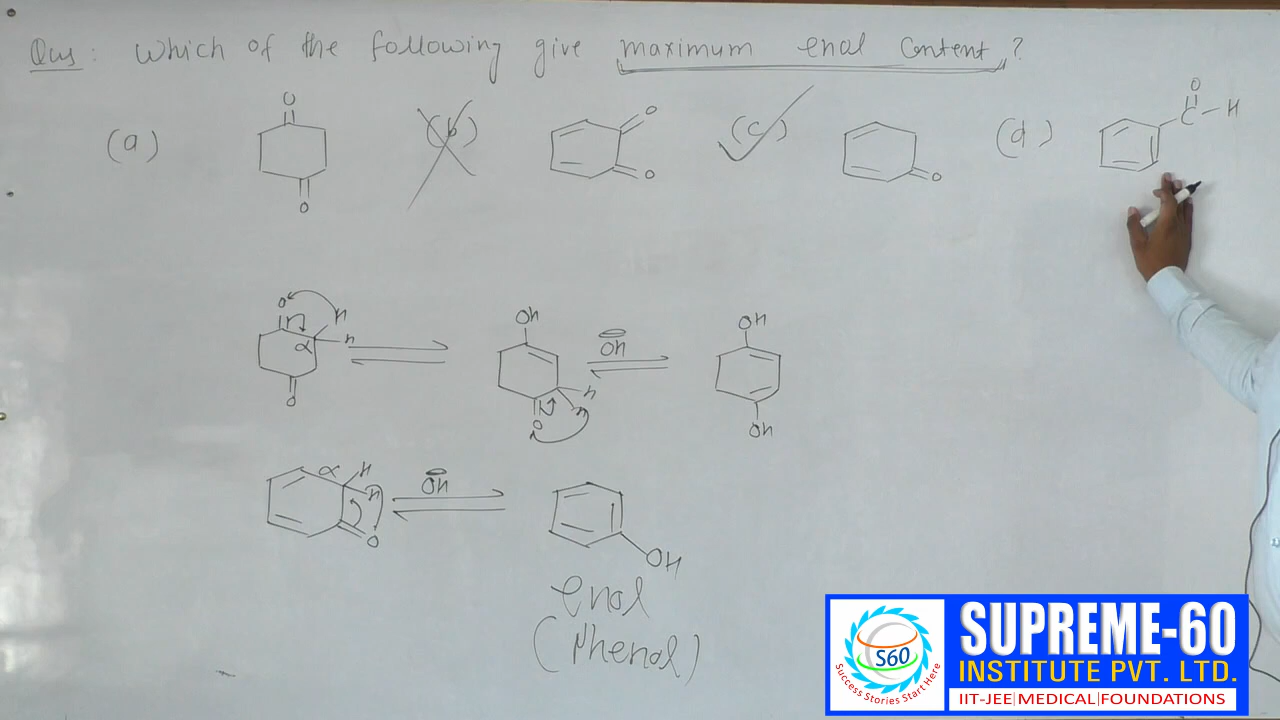 Qus : Which of the following give maximum enol content ?
(a) O O (b) O O (c) O (d) O C H
O H H α O
OH H H O
OH
OH OH
α H H O
OH
OH
enol
(Phenol)
S60
Success Stories Start Here
SUPREME-60
INSTITUTE PVT. LTD.
IIT-JEE|MEDICAL|FOUNDATIONS